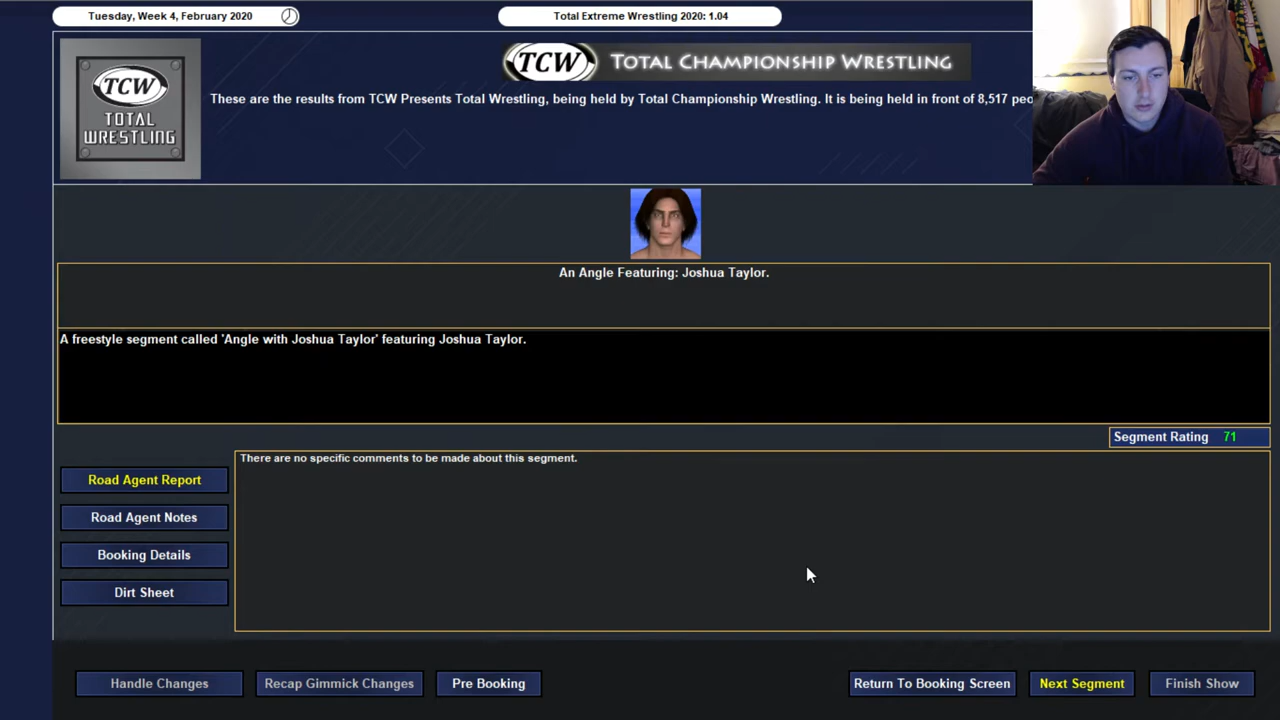 Tuesday, Week 4, February 2020
Total Extreme Wrestling 2020: 1.04
TCW
TOTAL
WRESTLING
TCW TOTAL CHAMPIONSHIP WRESTLING
These are the results from TCW Presents Total Wrestling, being held by Total Championship Wrestling. It is being held in front of 8,517 peo
An Angle Featuring: Joshua Taylor.
A freestyle segment called 'Angle with Joshua Taylor' featuring Joshua Taylor.
Segment Rating 71
There are no specific comments to be made about this segment.
Road Agent Report
Road Agent Notes
Booking Details
Dirt Sheet
Handle Changes
Recap Gimmick Changes
Pre Booking
Return To Booking Screen
Next Segment
Finish Show